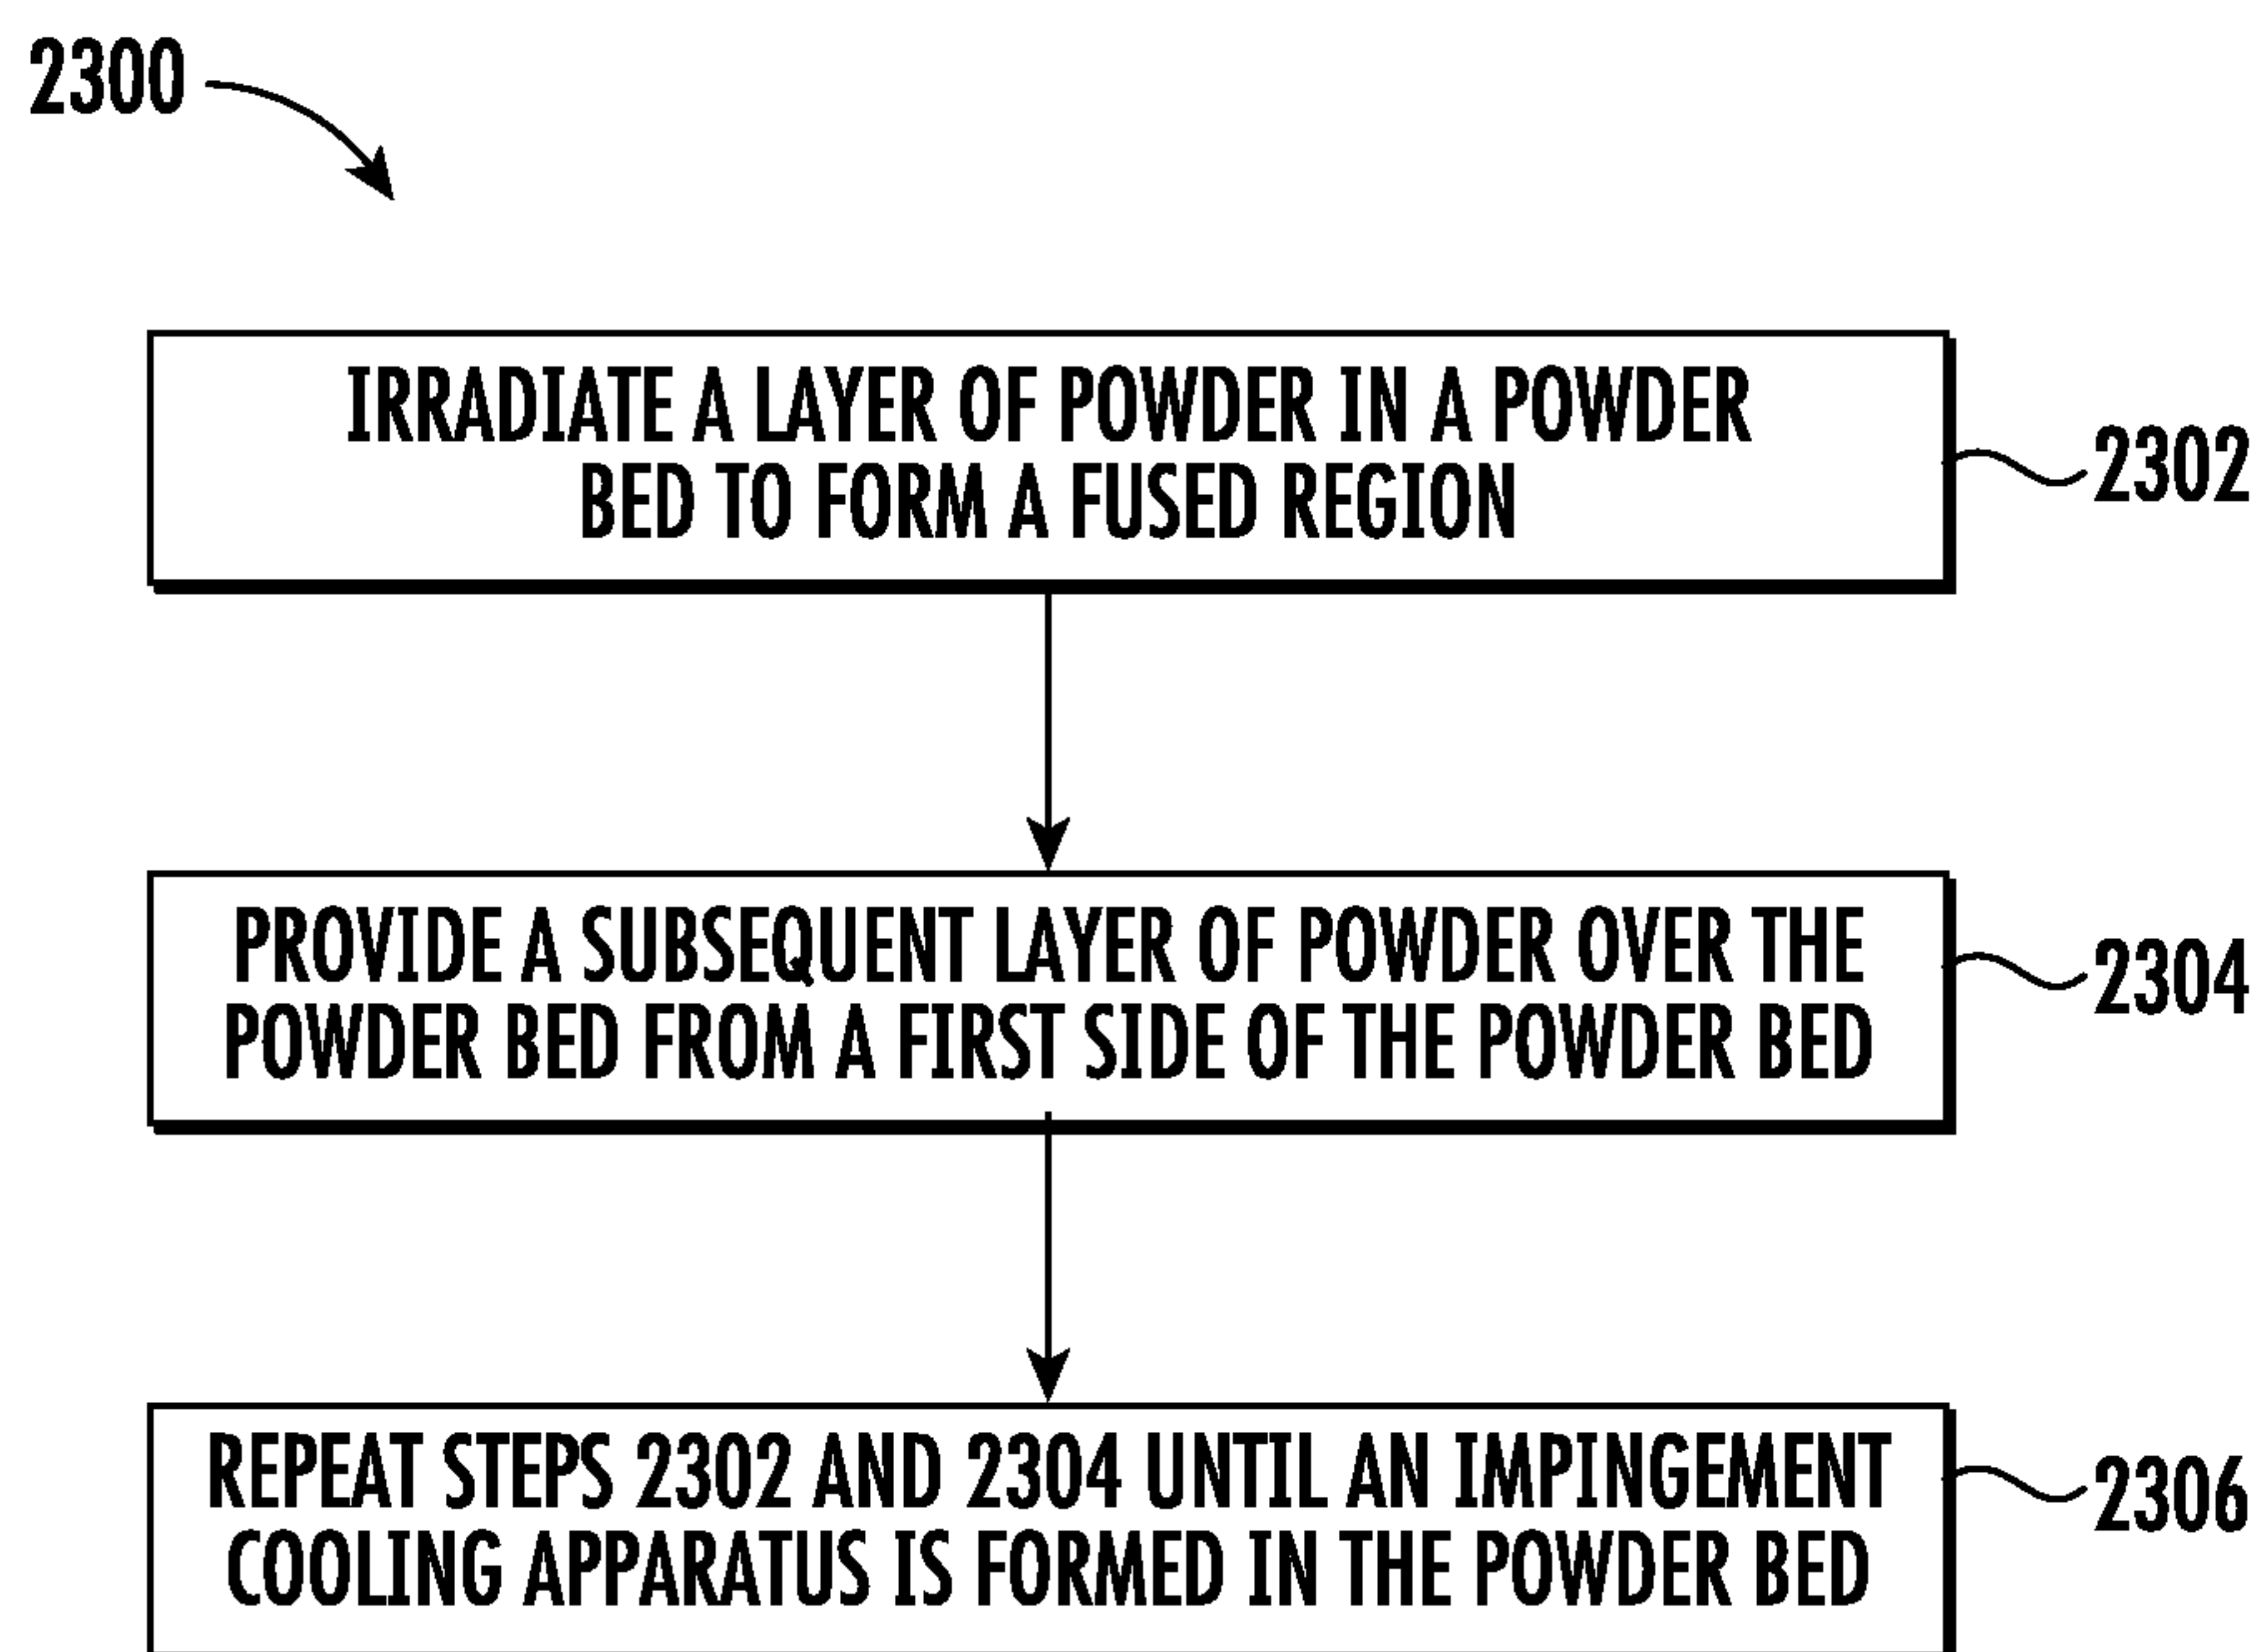 2300
IRRADIATE A LAYER OF POWDER IN A POWDER
BED TO FORM A FUSED REGION
2302
PROVIDE A SUBSEQUENT LAYER OF POWDER OVER THE
POWDER BED FROM A FIRST SIDE OF THE POWDER BED
2304
REPEAT STEPS 2302 AND 2304 UNTIL AN IMPINGEMENT
COOLING APPARATUS IS FORMED IN THE POWDER BED
2306